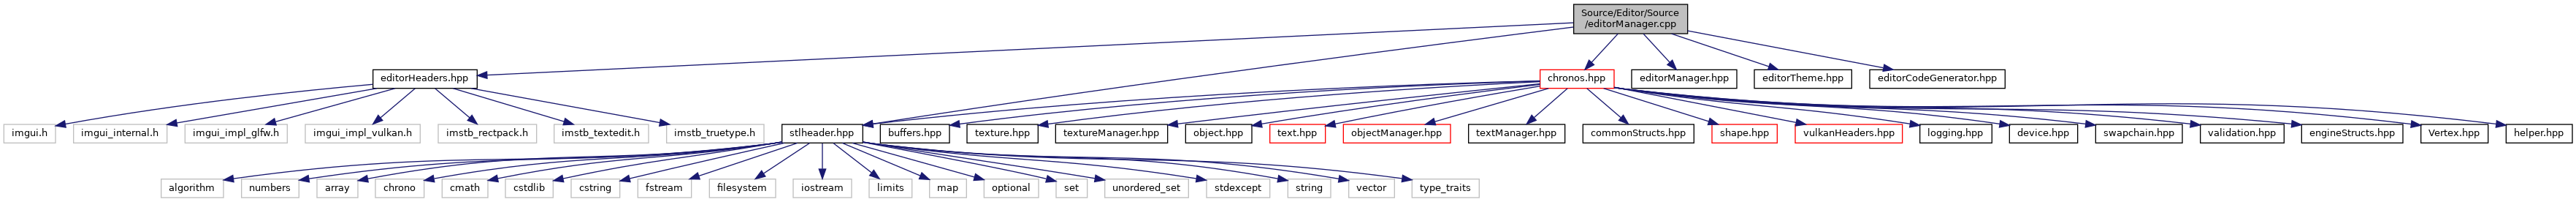 Source/Editor/Source
/editorManager.cpp
editorHeaders.hpp
chronos.hpp
editorManager.hpp
editorTheme.hpp
editorCodeGenerator.hpp
imgui.h
imgui_internal.h
imgui_impl_glfw.h
imgui_impl_vulkan.h
imstb_rectpack.h
imstb_textedit.h
imstb_truetype.h
stlheader.hpp
buffers.hpp
texture.hpp
textureManager.hpp
object.hpp
text.hpp
objectManager.hpp
textManager.hpp
commonStructs.hpp
shape.hpp
vulkanHeaders.hpp
logging.hpp
device.hpp
swapchain.hpp
validation.hpp
engineStructs.hpp
Vertex.hpp
helper.hpp
algorithm
numbers
array
chrono
cmath
cstdlib
cstring
fstream
filesystem
iostream
limits
map
optional
set
unordered_set
stdexcept
string
vector
type_traits